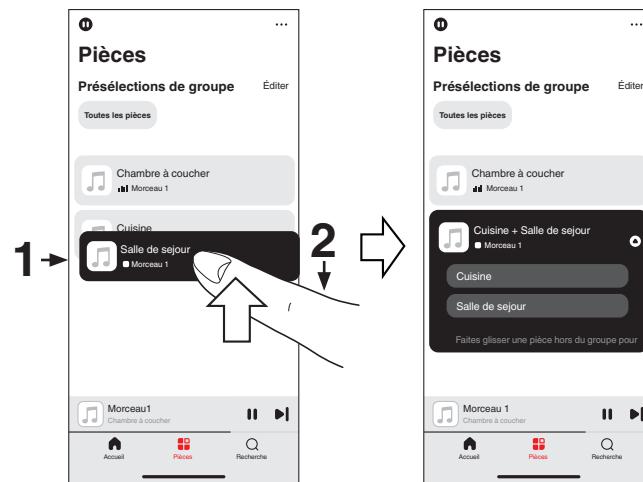 ...
Pièces
Présélections de groupe Éditer
Toutes les pièces
Chambre à coucher
Morceau 1
Cuisine
1
Salle de sejour
Morceau 1
2
Morceau1
Chambre à coucher
Accueil Pièces Recherche
...
Pièces
Présélections de groupe Éditer
Toutes les pièces
Chambre à coucher
Morceau 1
Cuisine + Salle de sejour
Morceau 1
Cuisine
Salle de sejour
Faites glisser une pièce hors du groupe pour
Morceau 1
Chambre à coucher
Accueil Pièces Recherche